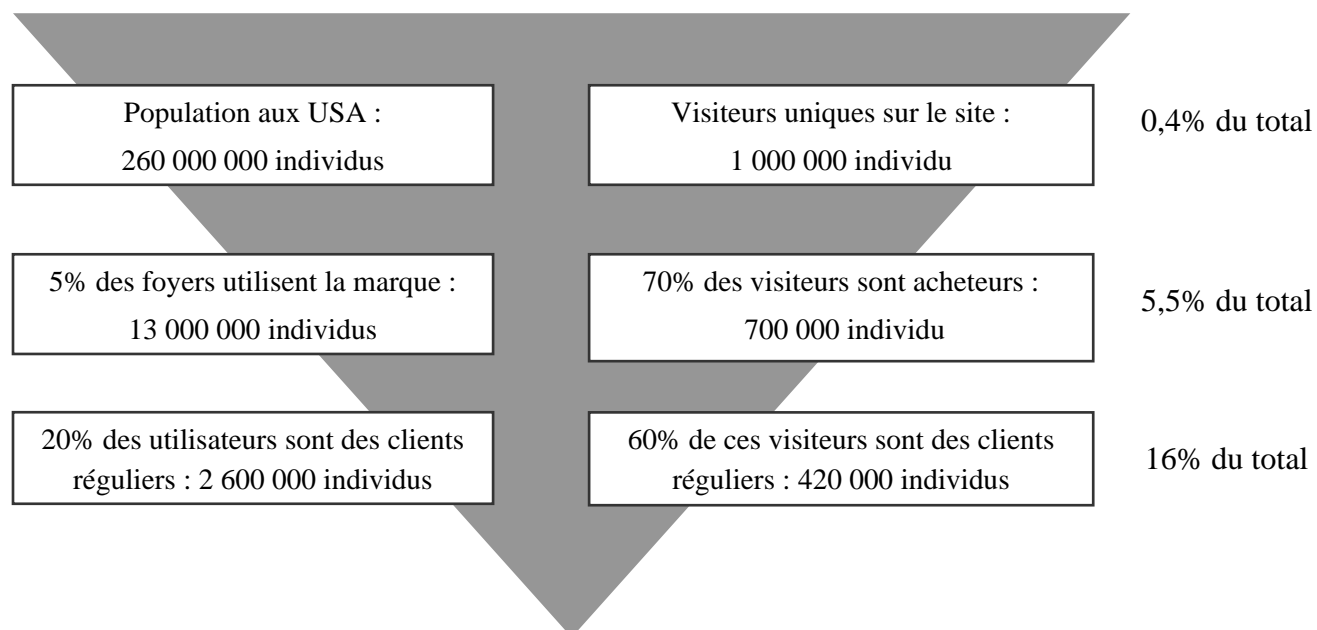 Population aux USA :
260 000 000 individus
Visiteurs uniques sur le site :
1 000 000 individu
0,4% du total
5% des foyers utilisent la marque :
13 000 000 individus
70% des visiteurs sont acheteurs :
700 000 individu
5,5% du total
20% des utilisateurs sont des clients
réguliers : 2 600 000 individus
60% de ces visiteurs sont des clients
réguliers : 420 000 individus
16% du total